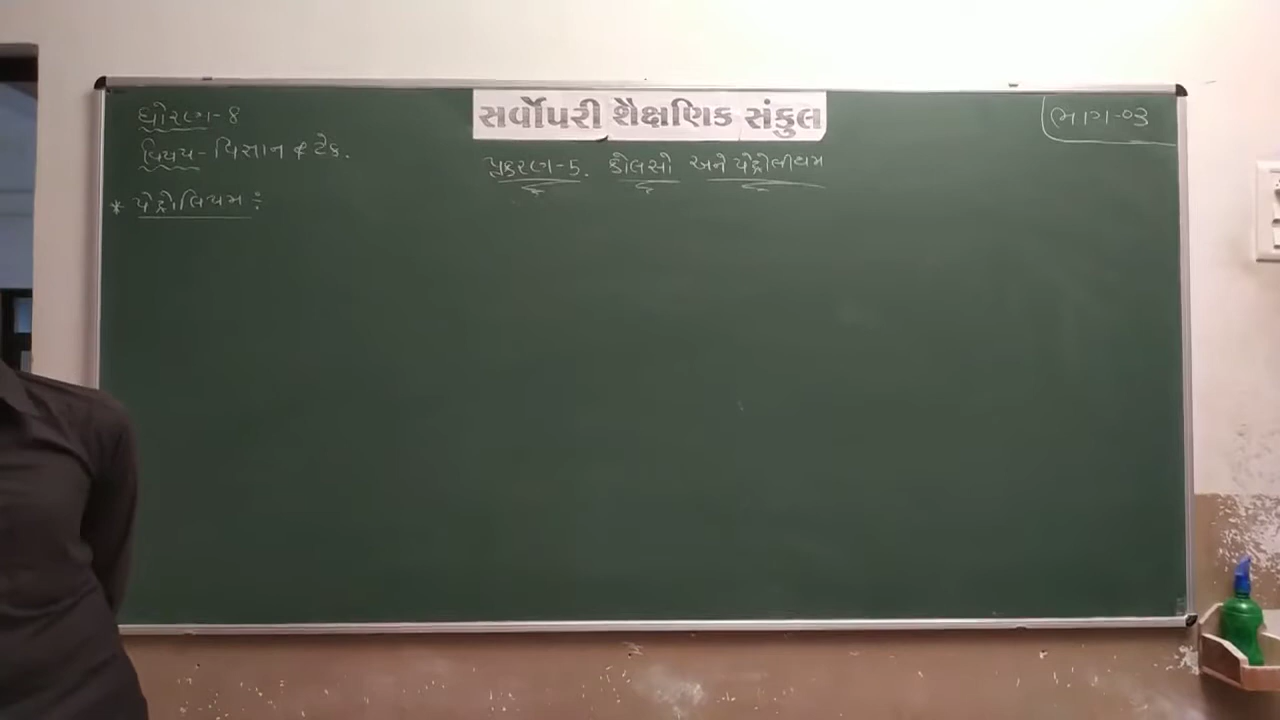 સર્વોપરી શૈક્ષણિક સંકુલ
ધોરણ-8
ભાગ-03
વિષય- વિજ્ઞાન & ટેક.
પ્રકરણ-5. કોલસો અને પેટ્રોલીયમ
* પેટ્રોલિયમ ÷